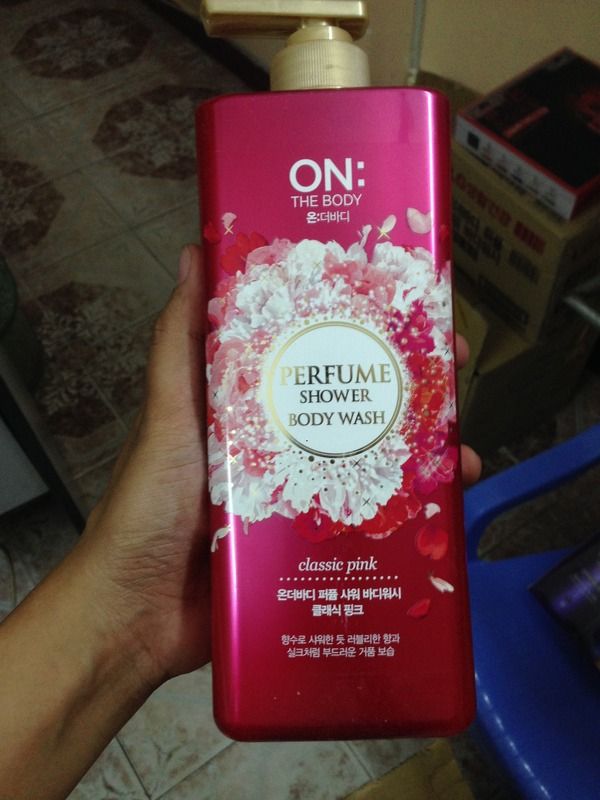 ON:
THE BODY
온:더바디
PERFUME
SHOWER
BODY WASH
classic pink
온더바디 퍼퓸 샤워 바디워시
클래식 핑크
향수로 샤워한 듯 러블리한 향과
실크처럼 부드러운 거품 보습